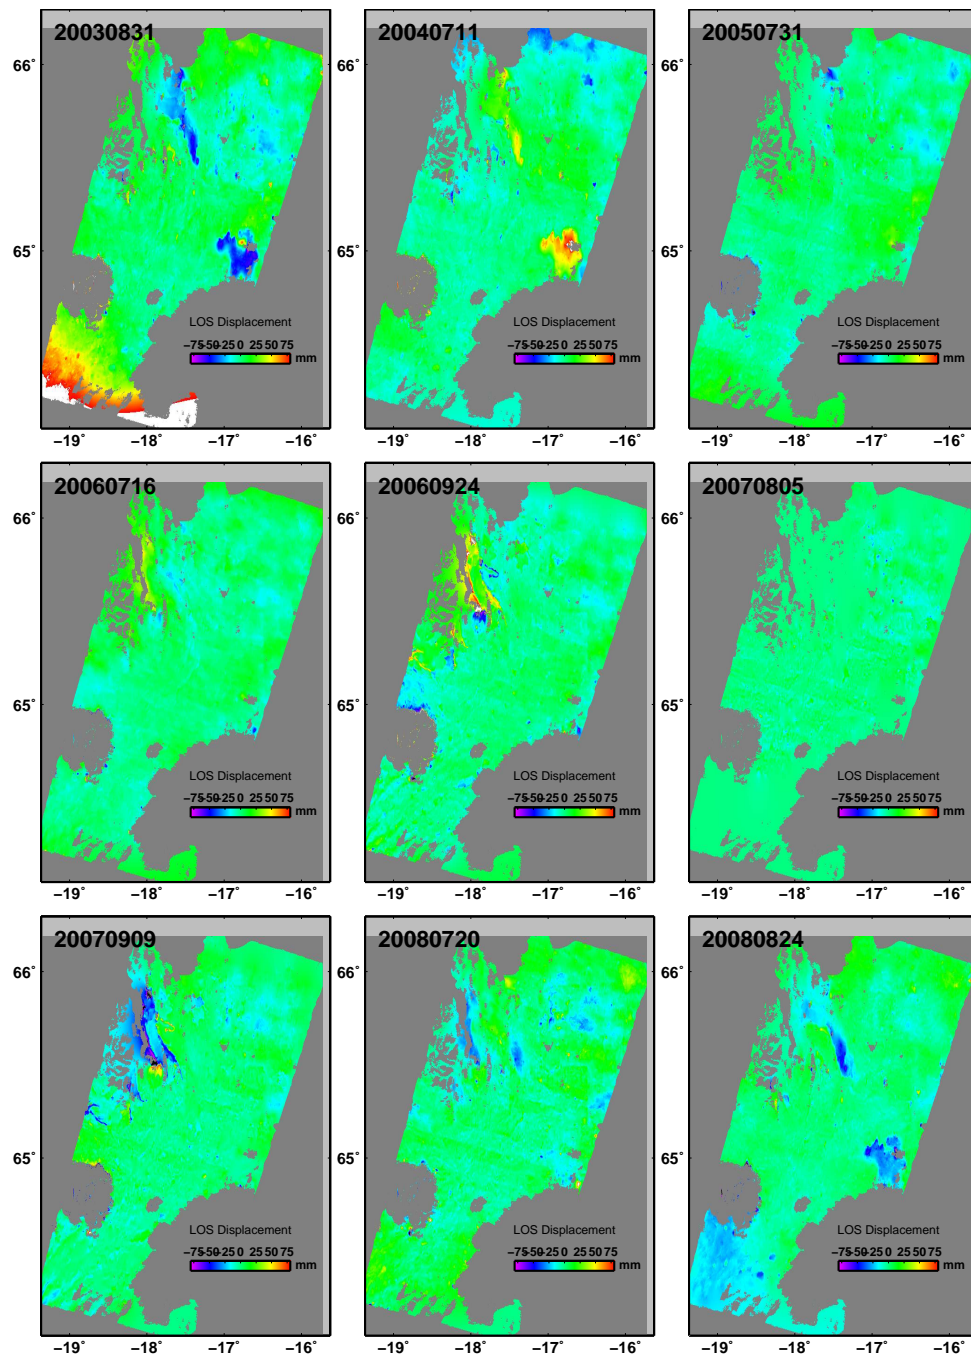 20030831 20040711 20050731
66° 65°
LOS Displacement LOS Displacement LOS Displacement
−75−50−25 0 25 50 75 mm −75−50−25 0 25 50 75 mm −75−50−25 0 25 50 75 mm
−19° −18° −17° −16° −19° −18° −17° −16° −19° −18° −17° −16°
20060716 20060924 20070805
66° 66° 66°
65° 65° 65°
LOS Displacement LOS Displacement LOS Displacement
−75−50−25 0 25 50 75 mm −75−50−25 0 25 50 75 mm −75−50−25 0 25 50 75 mm
−19° −18° −17° −16° −19° −18° −17° −16° −19° −18° −17° −16°
20070909 20080720 20080824
66° 66° 66°
65° 65° 65°
LOS Displacement LOS Displacement LOS Displacement
−75−50−25 0 25 50 75 mm −75−50−25 0 25 50 75 mm −75−50−25 0 25 50 75 mm
−19° −18° −17° −16° −19° −18° −17° −16° −19° −18° −17° −16°